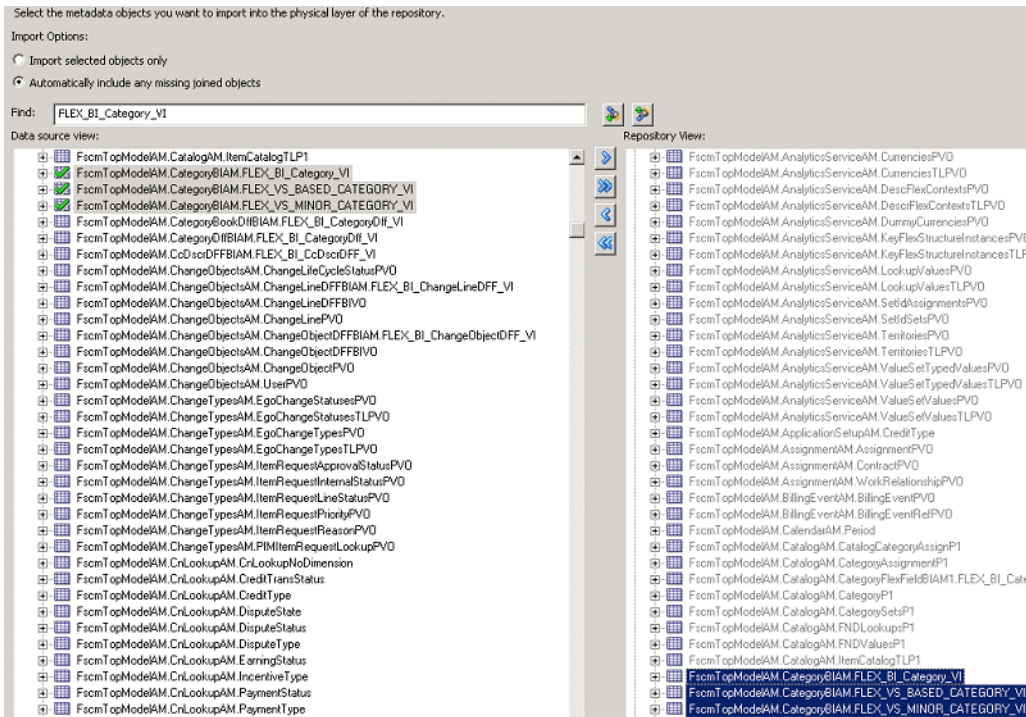 Select the metadata objects you want to import into the physical layer of the repository.
Import Options:
Import selected objects only
Automatically include any missing joined objects
Find: FLEX_BI_Category_VI
Data source view:
FscmTopModelAM.CatalogAM.ItemCatalogTLP1
FscmTopModelAM.CategoryBIAM.FLEX_BI_Category_VI
FscmTopModelAM.CategoryBIAM.FLEX_VS_BASED_CATEGORY_VI
FscmTopModelAM.CategoryBIAM.FLEX_VS_MINOR_CATEGORY_VI
FscmTopModelAM.CategoryBookDffBIAM.FLEX_BI_CategoryDff_VI
FscmTopModelAM.CategoryDffBIAM.FLEX_BI_CategoryDff_VI
FscmTopModelAM.CcDscrDFFBIAM.FLEX_BI_CcDscrDFF_VI
FscmTopModelAM.ChangeObjectsAM.ChangeLifeCycleStatusPVO
FscmTopModelAM.ChangeObjectsAM.ChangeLineDFFBIAM.FLEX_BI_ChangeLineDFF_VI
FscmTopModelAM.ChangeObjectsAM.ChangeLineDFFBIVO
FscmTopModelAM.ChangeObjectsAM.ChangeLinePVO
FscmTopModelAM.ChangeObjectsAM.ChangeObjectDFFBIAM.FLEX_BI_ChangeObjectDFF_VI
FscmTopModelAM.ChangeObjectsAM.ChangeObjectDFFBIVO
FscmTopModelAM.ChangeObjectsAM.ChangeObjectPVO
FscmTopModelAM.ChangeObjectsAM.UserPVO
FscmTopModelAM.ChangeTypesAM.EgoChangeStatusesPVO
FscmTopModelAM.ChangeTypesAM.EgoChangeStatusesTLPVO
FscmTopModelAM.ChangeTypesAM.EgoChangeTypesPVO
FscmTopModelAM.ChangeTypesAM.EgoChangeTypesTLPVO
FscmTopModelAM.ChangeTypesAM.ItemRequestApprovalStatusPVO
FscmTopModelAM.ChangeTypesAM.ItemRequestInternalStatusPVO
FscmTopModelAM.ChangeTypesAM.ItemRequestLineStatusPVO
FscmTopModelAM.ChangeTypesAM.ItemRequestPriorityPVO
FscmTopModelAM.ChangeTypesAM.ItemRequestReasonPVO
FscmTopModelAM.ChangeTypesAM.PIMItemRequestLookupPVO
FscmTopModelAM.CnLookupAM.CnLookupNoDimension
FscmTopModelAM.CnLookupAM.CreditTransStatus
FscmTopModelAM.CnLookupAM.CreditType
FscmTopModelAM.CnLookupAM.DisputeState
FscmTopModelAM.CnLookupAM.DisputeStatus
FscmTopModelAM.CnLookupAM.DisputeType
FscmTopModelAM.CnLookupAM.EarningStatus
FscmTopModelAM.CnLookupAM.IncentiveType
FscmTopModelAM.CnLookupAM.PaymentStatus
FscmTopModelAM.CnLookupAM.PaymentType
Repository View:
FscmTopModelAM.AnalyticsServiceAM.CurrenciesPVO
FscmTopModelAM.AnalyticsServiceAM.CurrenciesTLPVO
FscmTopModelAM.AnalyticsServiceAM.DescFlexContextsPVO
FscmTopModelAM.AnalyticsServiceAM.DescrFlexContextsTLPVO
FscmTopModelAM.AnalyticsServiceAM.DummyCurrenciesPVO
FscmTopModelAM.AnalyticsServiceAM.KeyFlexStructureInstancesPVO
FscmTopModelAM.AnalyticsServiceAM.KeyFlexStructureInstancesTLP
FscmTopModelAM.AnalyticsServiceAM.LookupValuesPVO
FscmTopModelAM.AnalyticsServiceAM.LookupValuesTLPVO
FscmTopModelAM.AnalyticsServiceAM.SetIdAssignmentsPVO
FscmTopModelAM.AnalyticsServiceAM.SetIdSetsPVO
FscmTopModelAM.AnalyticsServiceAM.TerritoriesPVO
FscmTopModelAM.AnalyticsServiceAM.TerritoriesTLPVO
FscmTopModelAM.AnalyticsServiceAM.ValueSetTypedValuesPVO
FscmTopModelAM.AnalyticsServiceAM.ValueSetTypedValuesTLPVO
FscmTopModelAM.AnalyticsServiceAM.ValueSetValuesPVO
FscmTopModelAM.AnalyticsServiceAM.ValueSetValuesTLPVO
FscmTopModelAM.ApplicationSetupAM.CreditType
FscmTopModelAM.AssignmentAM.AssignmentPVO
FscmTopModelAM.AssignmentAM.ContractPVO
FscmTopModelAM.AssignmentAM.WorkRelationshipPVO
FscmTopModelAM.BillingEventAM.BillingEventPVO
FscmTopModelAM.BillingEventAM.BillingEventRefPVO
FscmTopModelAM.CalendarAM.Period
FscmTopModelAM.CatalogAM.CatalogCategoryAssignP1
FscmTopModelAM.CatalogAM.CategoryAssignmentP1
FscmTopModelAM.CatalogAM.CategoryFlexFieldBIAM1.FLEX_BI_Cate
FscmTopModelAM.CatalogAM.CategoryP1
FscmTopModelAM.CatalogAM.CategorySetsP1
FscmTopModelAM.CatalogAM.FNDLookupsP1
FscmTopModelAM.CatalogAM.FNDValuesP1
FscmTopModelAM.CatalogAM.ItemCatalogTLP1
FscmTopModelAM.CategoryBIAM.FLEX_BI_Category_VI
FscmTopModelAM.CategoryBIAM.FLEX_VS_BASED_CATEGORY_VI
FscmTopModelAM.CategoryBIAM.FLEX_VS_MINOR_CATEGORY_VI